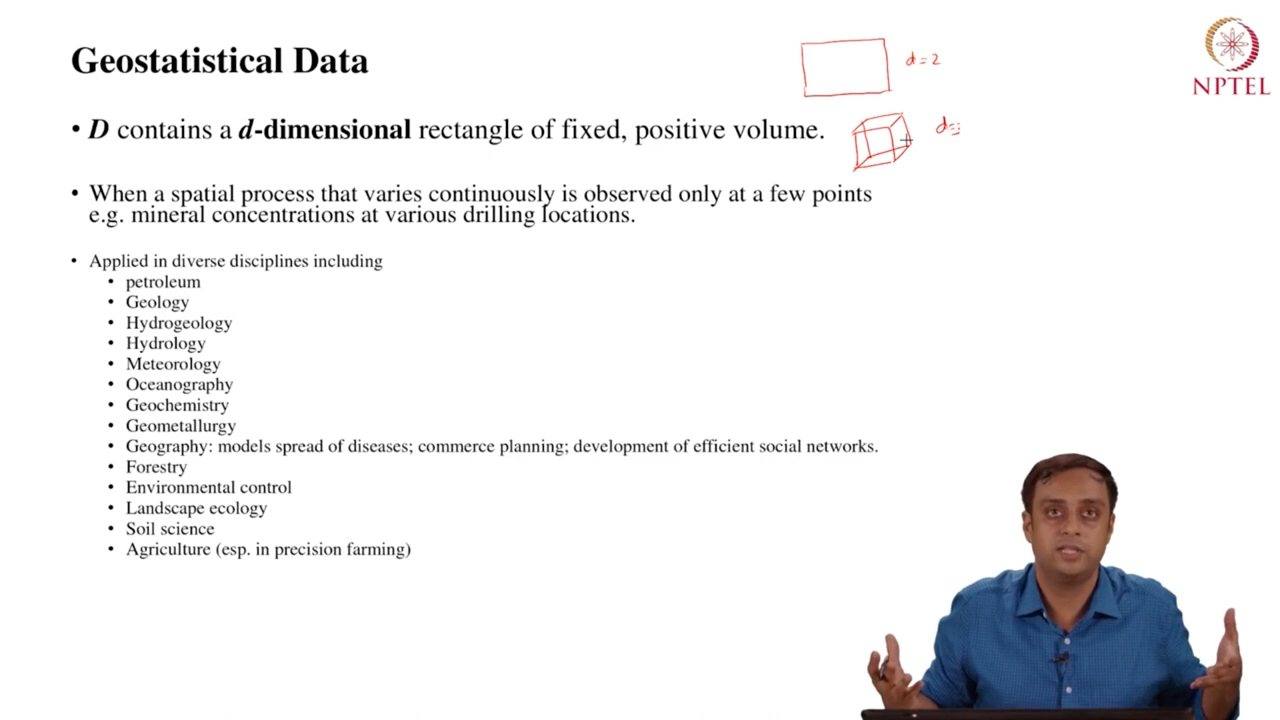 Geostatistical Data
d = 2
NPTEL
• D contains a d-dimensional rectangle of fixed, positive volume.
d=
• When a spatial process that varies continuously is observed only at a few points
e.g. mineral concentrations at various drilling locations.
• Applied in diverse disciplines including
• petroleum
• Geology
• Hydrogeology
• Hydrology
• Meteorology
• Oceanography
• Geochemistry
• Geometallurgy
• Geography: models spread of diseases; commerce planning; development of efficient social networks.
• Forestry
• Environmental control
• Landscape ecology
• Soil science
• Agriculture (esp. in precision farming)